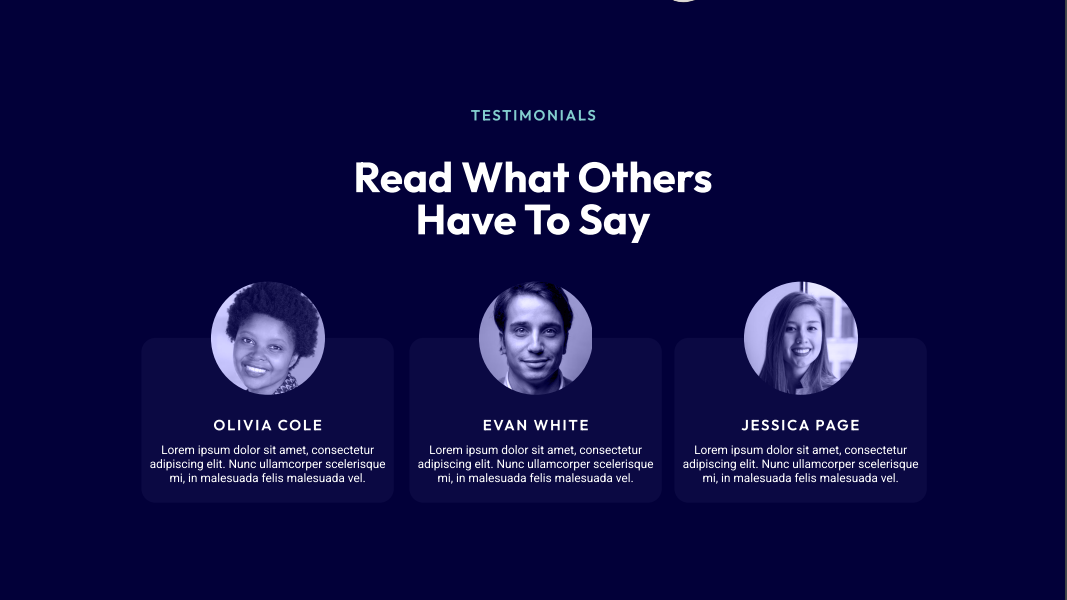 TESTIMONIALS
Read What Others
Have To Say
OLIVIA COLE
Lorem ipsum dolor sit amet, consectetur
adipiscing elit. Nunc ullamcorper scelerisque
mi, in malesuada felis malesuada vel.
EVAN WHITE
Lorem ipsum dolor sit amet, consectetur
adipiscing elit. Nunc ullamcorper scelerisque
mi, in malesuada felis malesuada vel.
JESSICA PAGE
Lorem ipsum dolor sit amet, consectetur
adipiscing elit. Nunc ullamcorper scelerisque
mi, in malesuada felis malesuada vel.